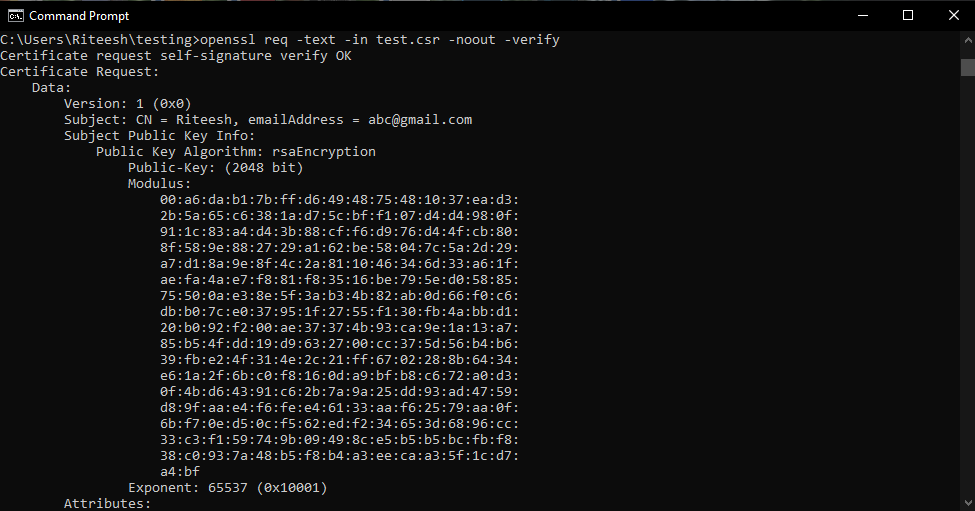 Command Prompt
C:\Users\Riteesh\testing>openssl req -text -in test.csr -noout -verify
Certificate request self-signature verify OK
Certificate Request:
    Data:
        Version: 1 (0x0)
        Subject: CN = Riteesh, emailAddress = abc@gmail.com
        Subject Public Key Info:
            Public Key Algorithm: rsaEncryption
                Public-Key: (2048 bit)
                Modulus:
                    00:a6:da:b1:7b:ff:d6:49:48:75:48:10:37:ea:d3:
                    2b:5a:65:c6:38:1a:d7:5c:bf:f1:07:d4:d4:98:0f:
                    91:1c:83:a4:d4:3b:88:cf:f6:d9:76:d4:4f:cb:80:
                    8f:58:9e:88:27:29:a1:62:be:58:04:7c:5a:2d:29:
                    a7:d1:8a:9e:8f:4c:2a:81:10:46:34:6d:33:a6:1f:
                    ae:fa:4a:e7:f8:81:f8:35:16:be:79:5e:d0:58:85:
                    75:50:0a:e3:8e:5f:3a:b3:4b:82:ab:0d:66:f0:c6:
                    db:b0:7c:e0:37:95:1f:27:55:f1:30:fb:4a:bb:d1:
                    20:b0:92:f2:00:ae:37:37:4b:93:ca:9e:1a:13:a7:
                    85:b5:4f:dd:19:d9:63:27:00:cc:37:5d:56:b4:b6:
                    39:fb:e2:4f:31:4e:2c:21:ff:67:02:28:8b:64:34:
                    e6:1a:2f:6b:c0:f8:16:0d:a9:bf:b8:c6:72:a0:d3:
                    0f:4b:d6:43:91:c6:2b:7a:9a:25:dd:93:ad:47:59:
                    d8:9f:aa:e4:f6:fe:e4:61:33:aa:f6:25:79:aa:0f:
                    6b:f7:0e:d5:0c:f5:62:ed:f2:34:65:3d:68:96:cc:
                    33:c3:f1:59:74:9b:09:49:8c:e5:b5:b5:bc:fb:f8:
                    38:c0:93:7a:48:b5:f8:b4:a3:ee:ca:a3:5f:1c:d7:
                    a4:bf
                Exponent: 65537 (0x10001)
        Attributes: